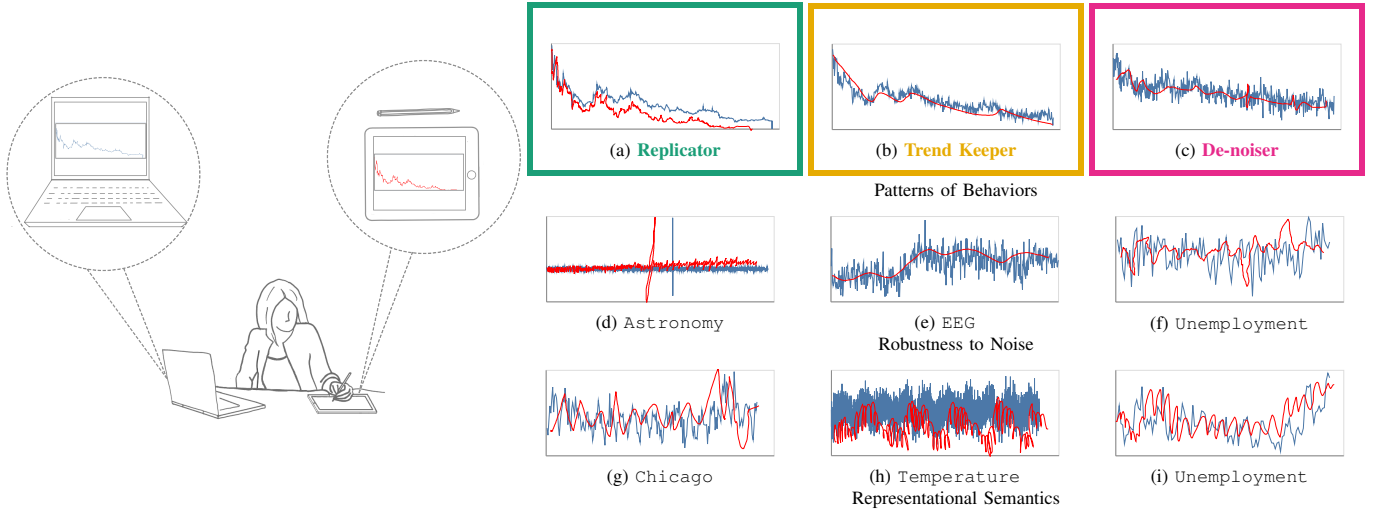 (a) Replicator
(b) Trend Keeper
(c) De-noiser
Patterns of Behaviors
(d) Astronomy
(e) EEG
(f) Unemployment
Robustness to Noise
(g) Chicago
(h) Temperature
(i) Unemployment
Representational Semantics